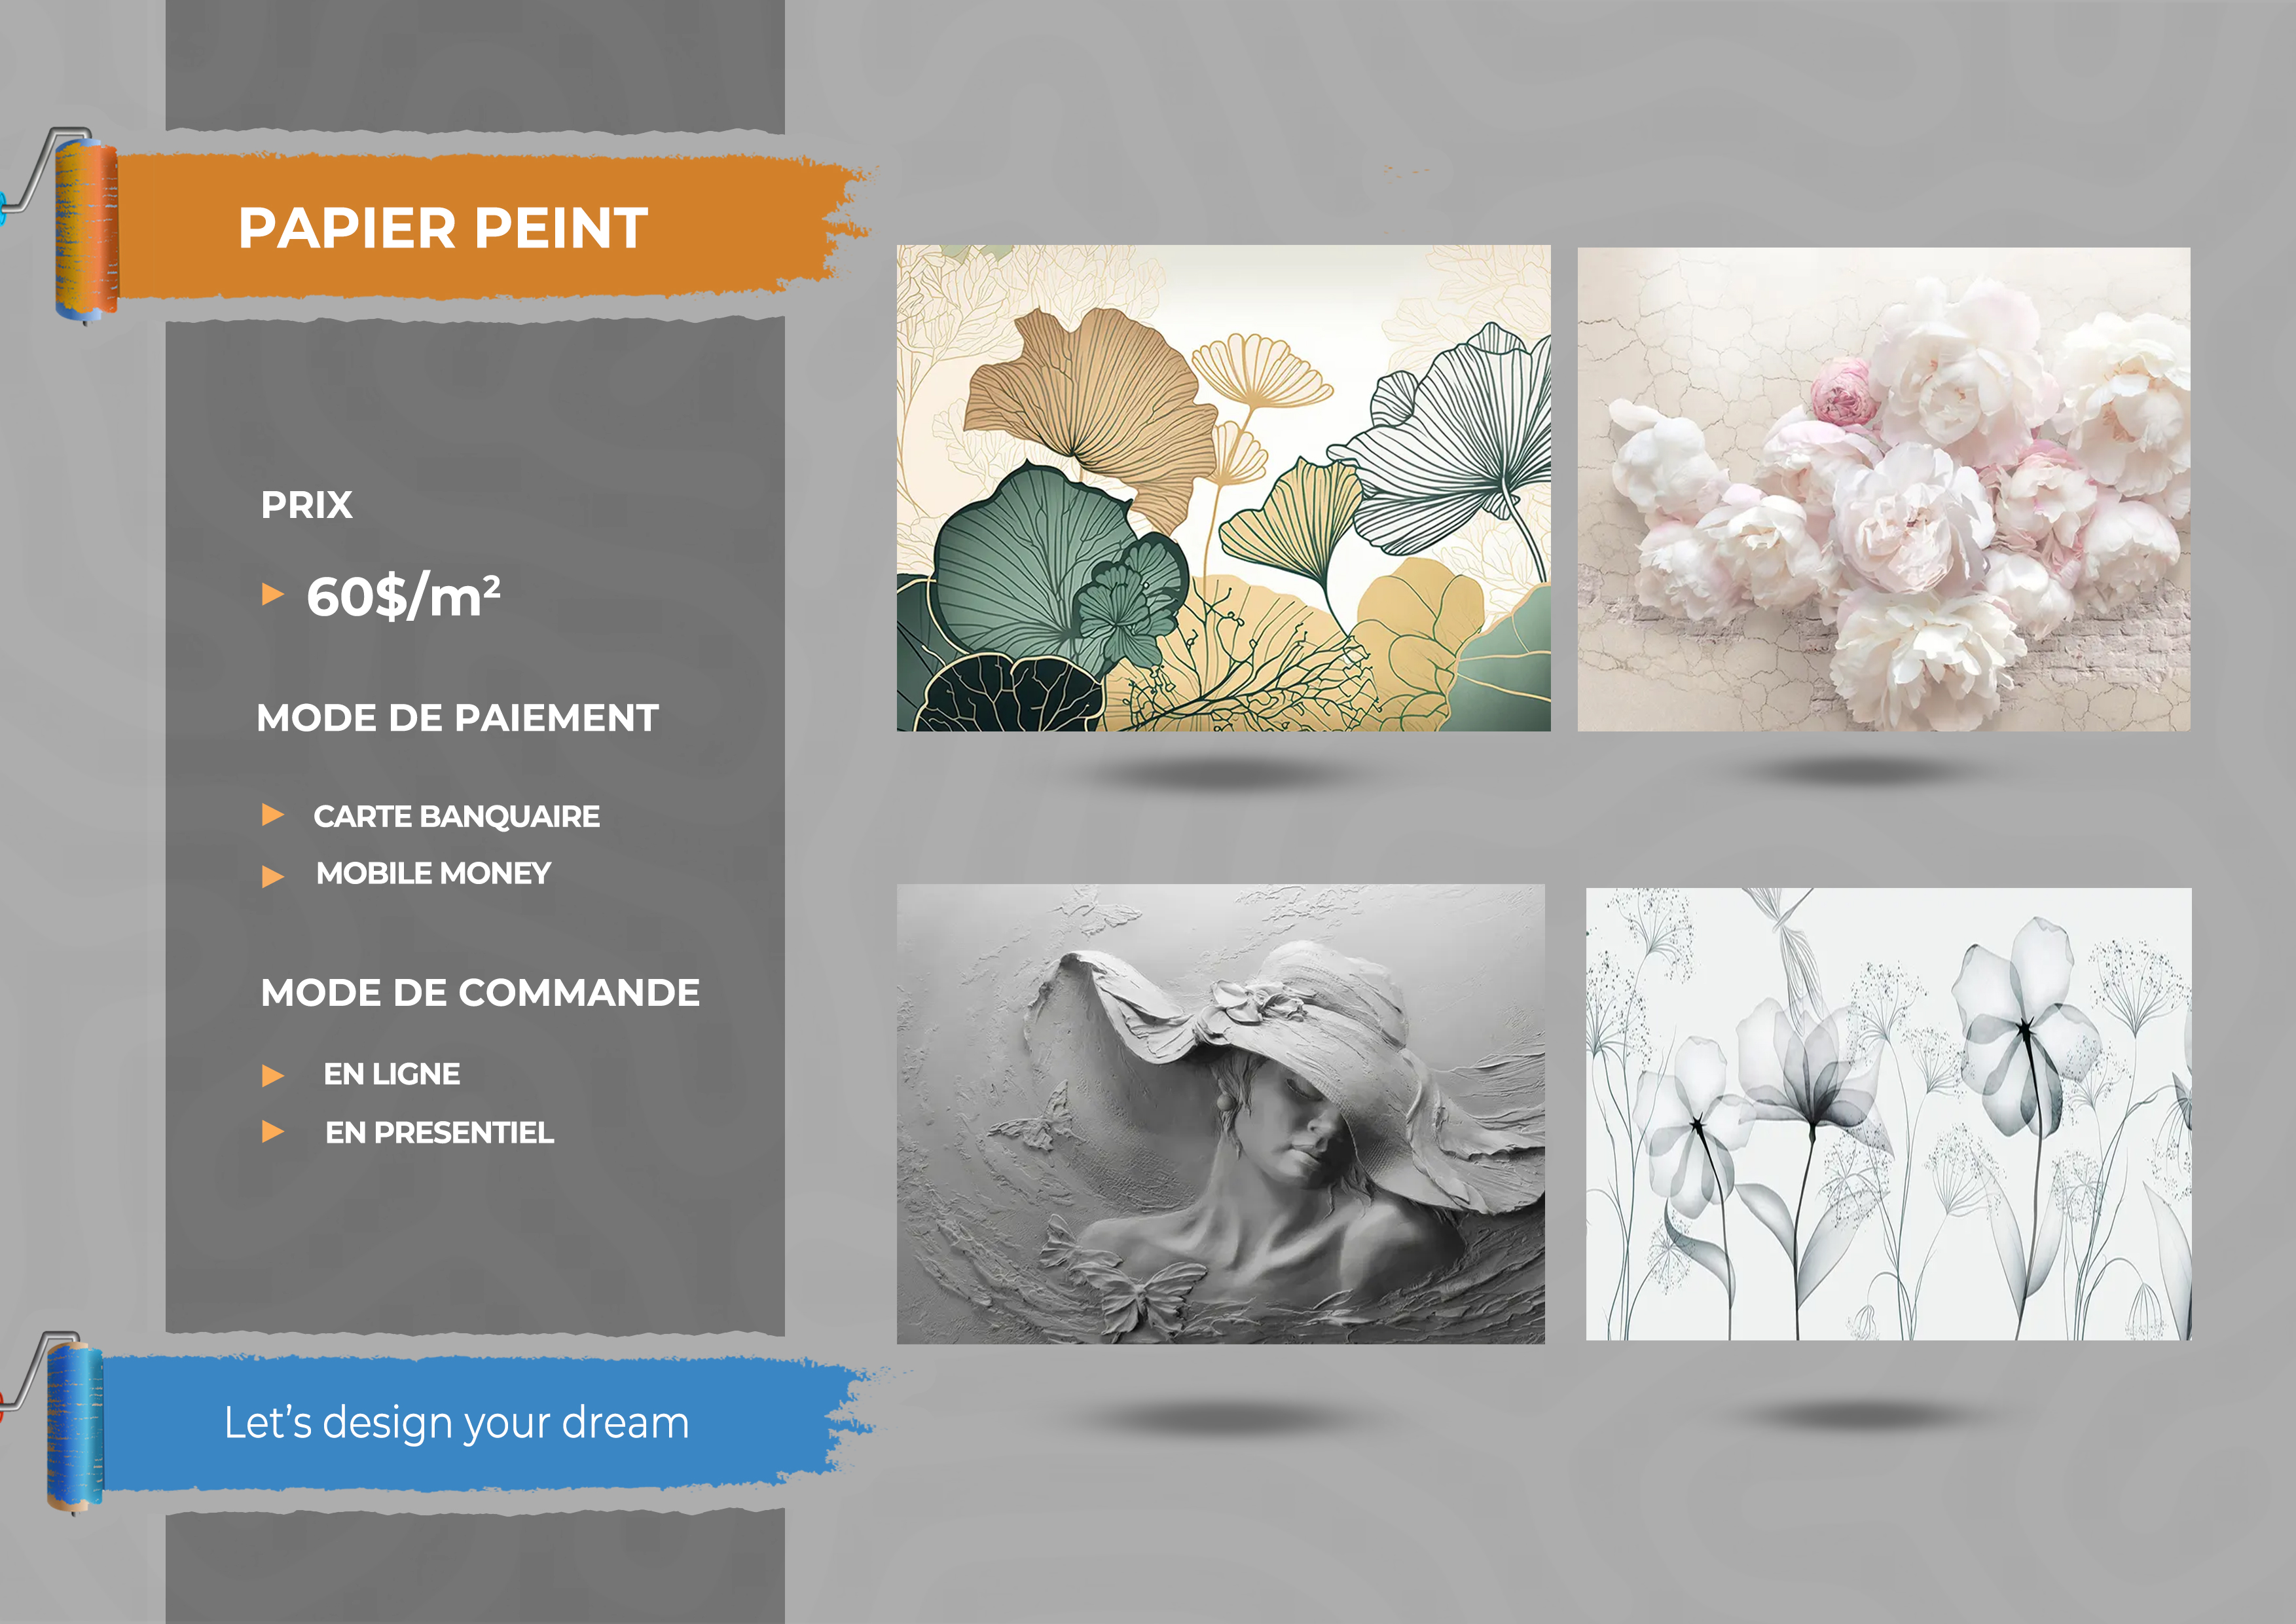 PAPIER PEINT
PRIX
60$/m²
MODE DE PAIEMENT
CARTE BANQUAIRE
MOBILE MONEY
MODE DE COMMANDE
EN LIGNE
EN PRESENTIEL
Let's design your dream